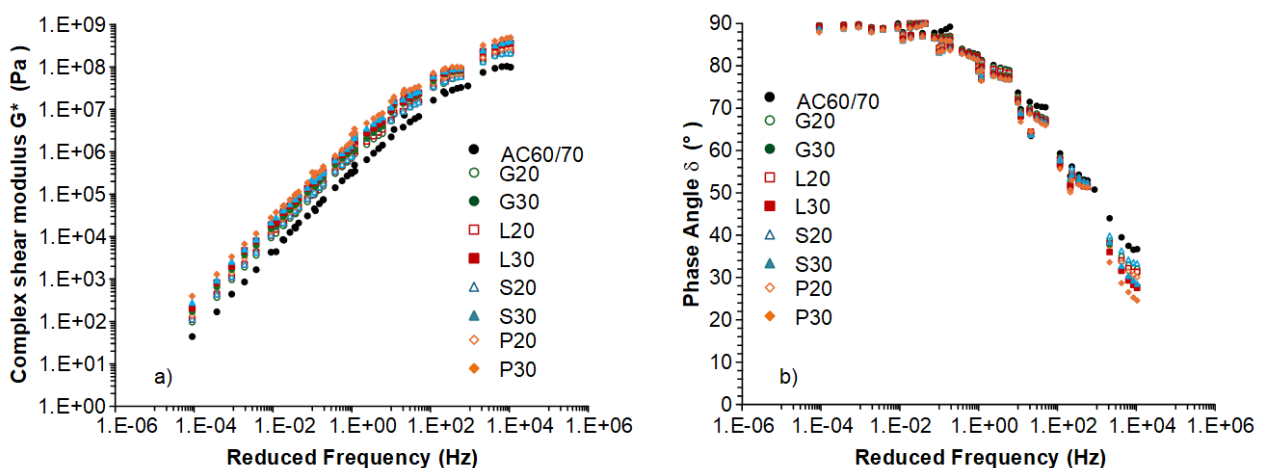 Complex shear modulus G* (Pa)
1.E+09
1.E+08
1.E+07
1.E+06
1.E+05
1.E+04
1.E+03
1.E+02
1.E+01
1.E+00
AC60/70
G20
G30
L20
L30
S20
S30
P20
P30
a)
1.E-06 1.E-04 1.E-02 1.E+00 1.E+02 1.E+04 1.E+06
Reduced Frequency (Hz)
Phase Angle δ (°)
90
80
70
60
50
40
30
20
10
0
AC60/70
G20
G30
L20
L30
S20
S30
P20
P30
b)
1.E-06 1.E-04 1.E-02 1.E+00 1.E+02 1.E+04 1.E+06
Reduced Frequency (Hz)